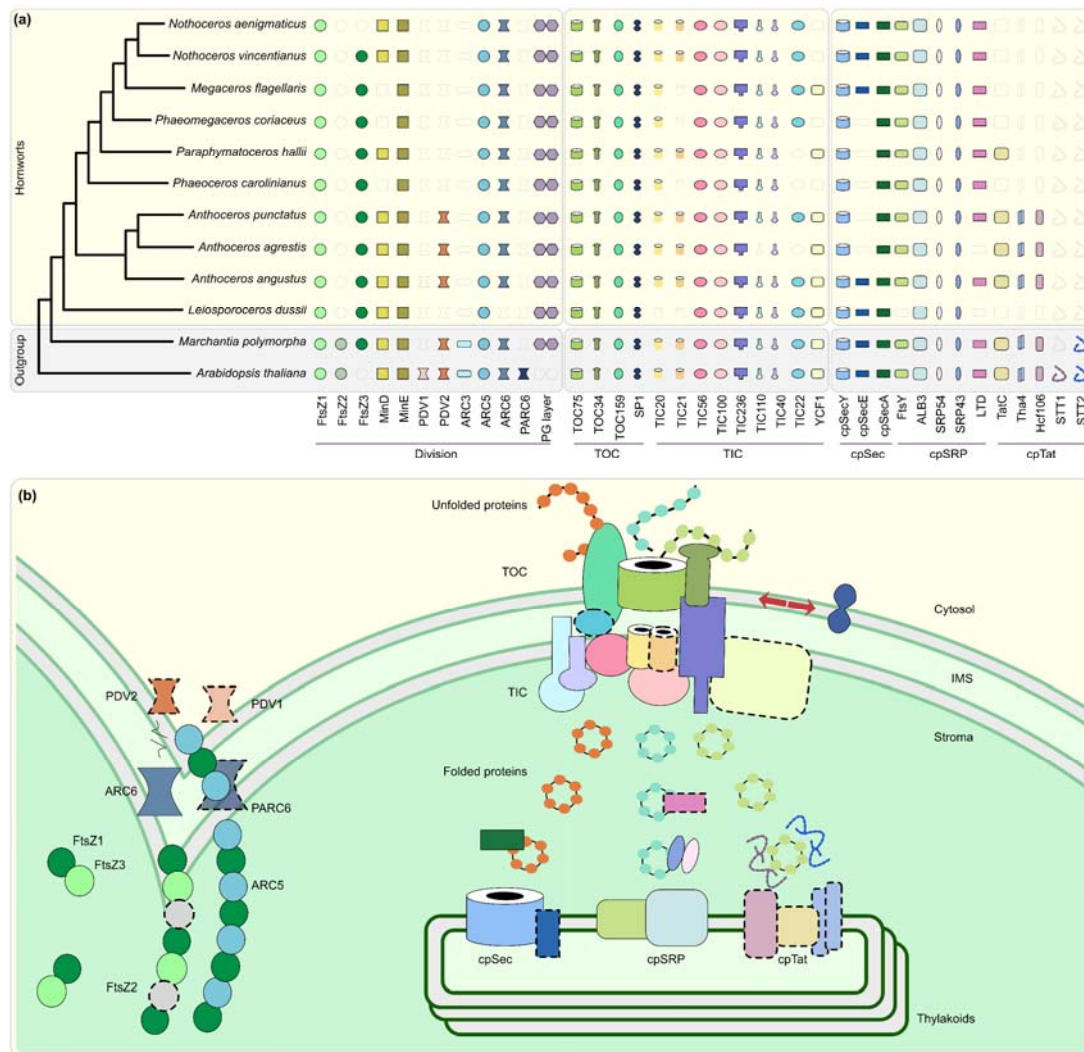 (a)
Hornworts
Outgroup
Nothoceros aenigmaticus
Nothoceros vincentianus
Megaceros flagellaris
Phaeomegaceros coriaceus
Paraphymatoceros hallii
Phaeoceros carolinianus
Anthoceros punctatus
Anthoceros agrestis
Anthoceros angustus
Leiosporoceros dussii
Marchantia polymorpha
Arabidopsis thaliana
FtsZ1
FtsZ2
FtsZ3
MinD
MinE
PDV1
PDV2
ARC3
ARC5
ARC6
PARC6
PG layer
TOC75
TOC34
TOC159
SP1
TIC20
TIC21
TIC56
TIC100
TIC236
TIC110
TIC40
TIC22
YCF1
cpSecY
cpSecE
cpSecA
FtsY
ALB3
SRP54
SRP43
LTD
TatC
Tha4
Hcf106
STT1
STT2
Division
TOC
TIC
cpSec
cpSRP
cpTat
(b)
Unfolded proteins
TOC
Cytosol
IMS
TIC
Stroma
PDV2
PDV1
ARC6
PARC6
Folded proteins
FtsZ1
FtsZ3
ARC5
FtsZ2
cpSec
cpSRP
cpTat
Thylakoids